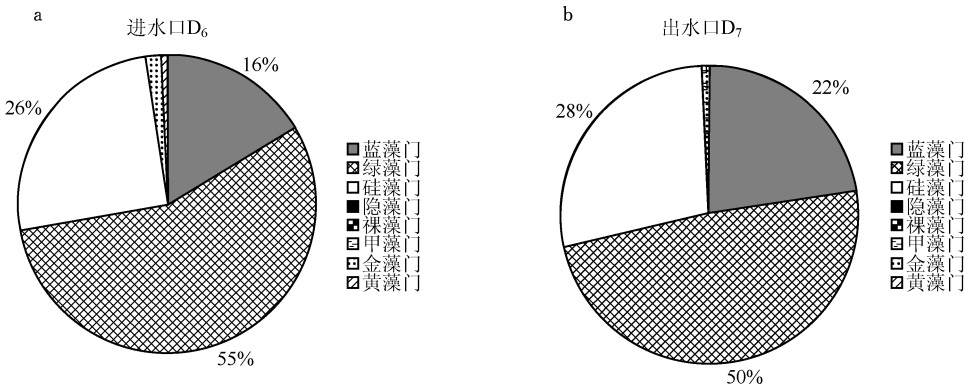 a
进水口D6
16%
26%
55%
蓝藻门
绿藻门
硅藻门
隐藻门
裸藻门
甲藻门
金藻门
黄藻门
b
出水口D7
22%
28%
50%
蓝藻门
绿藻门
硅藻门
隐藻门
裸藻门
甲藻门
金藻门
黄藻门